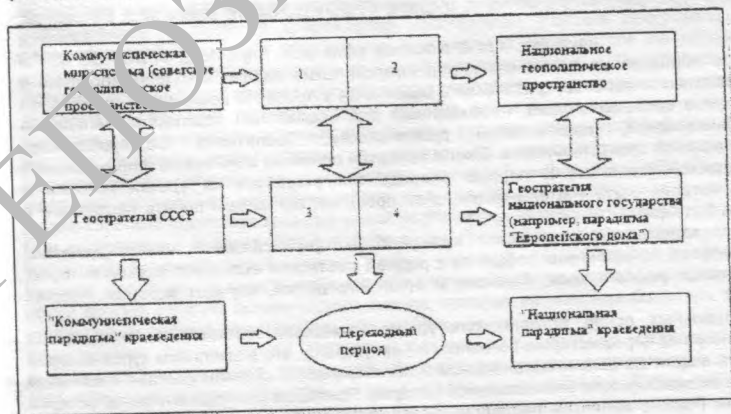 Коммунистическая
мир-система (советское
геополитическое
пространство
1
2
Национальное
геополитическое
пространство
Геостратегия СССР
3
4
Геостратегия
национального государства
(например, парадигма
"Европейского дома")
"Коммунистическая
парадигма" краеведения
Переходный
период
"Национальная
парадигма" краеведения